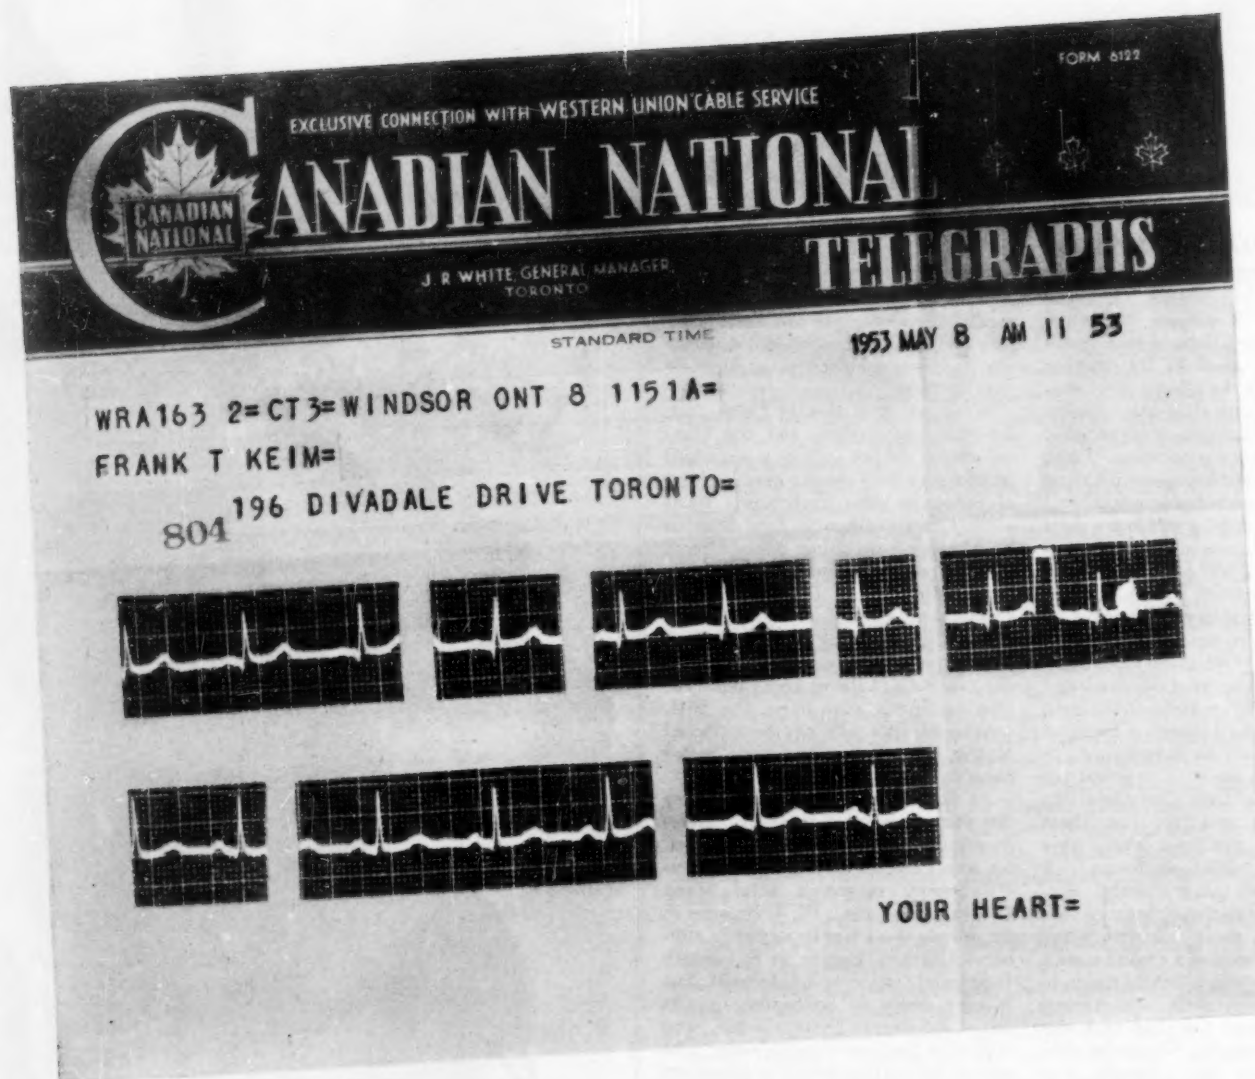 FORM 6122
EXCLUSIVE CONNECTION WITH WESTERN UNION CABLE SERVICE
CANADIAN NATIONAL
CANADIAN
NATIONAL
TELEGRAPHS
J. R. WHITE, GENERAL MANAGER,
TORONTO
STANDARD TIME
1953 MAY 8 AM 11 53
WRA163 2=CT3=WINDSOR ONT 8 1151A=
FRANK T KEIM=
196 DIVADALE DRIVE TORONTO=
804
YOUR HEART=